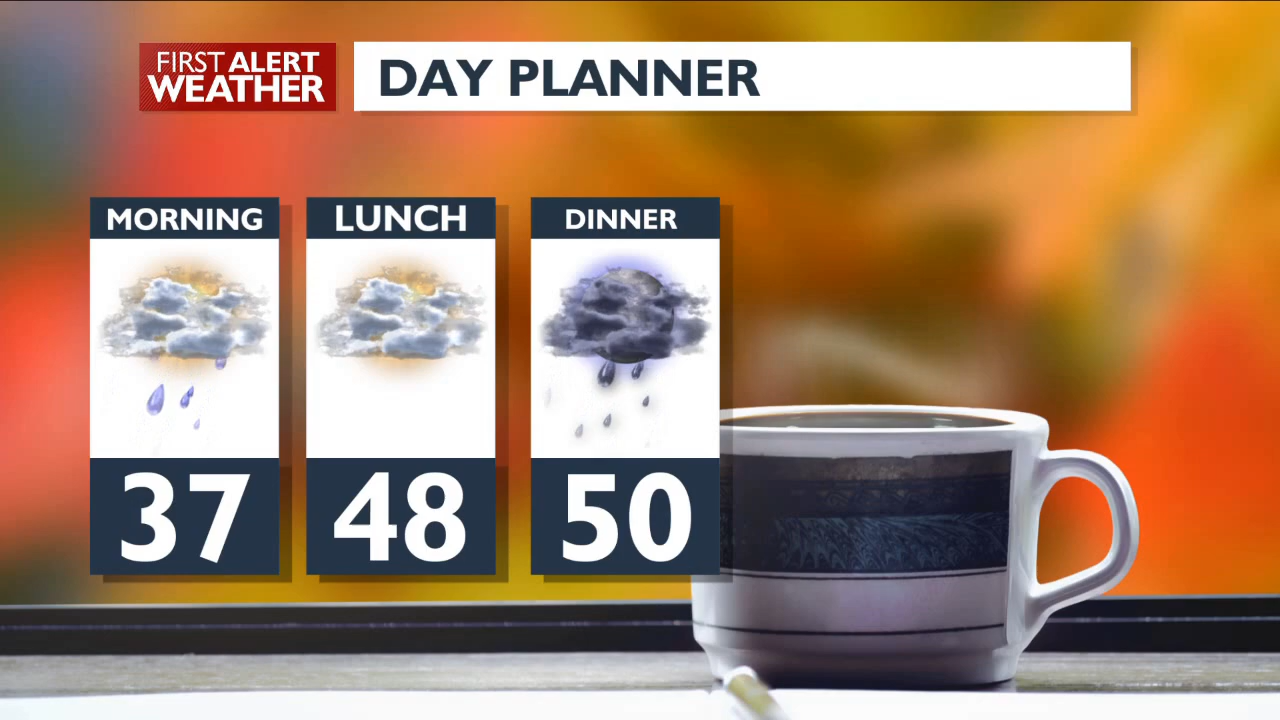 FIRST ALERT
WEATHER
DAY PLANNER
MORNING
LUNCH
DINNER
37
48
50